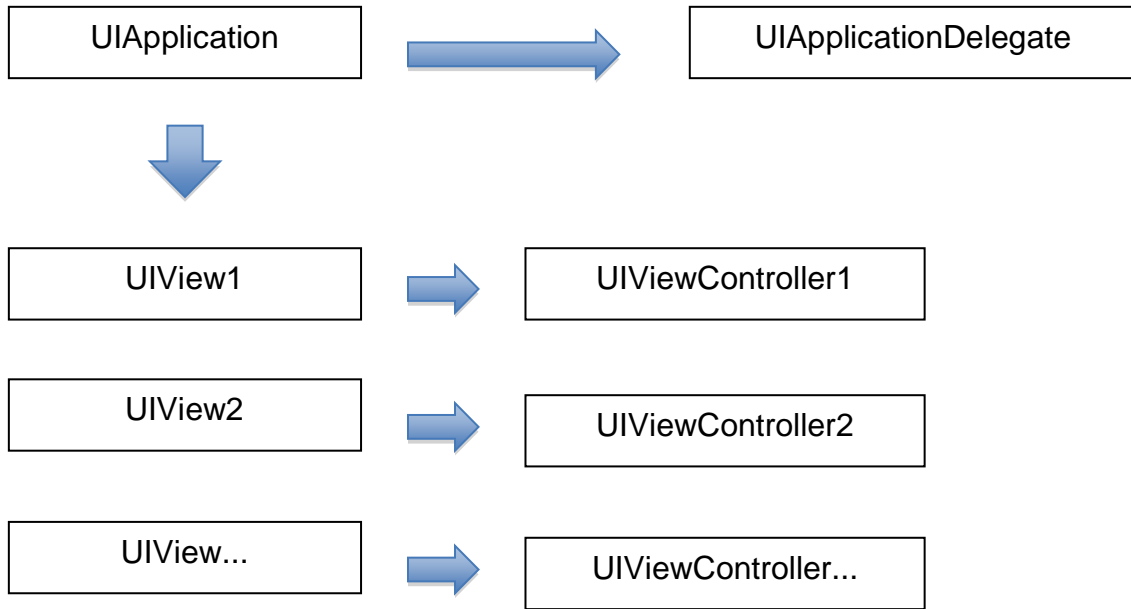 UIApplication
UIApplicationDelegate
UIView1
UIViewController1
UIView2
UIViewController2
UIView...
UIViewController...